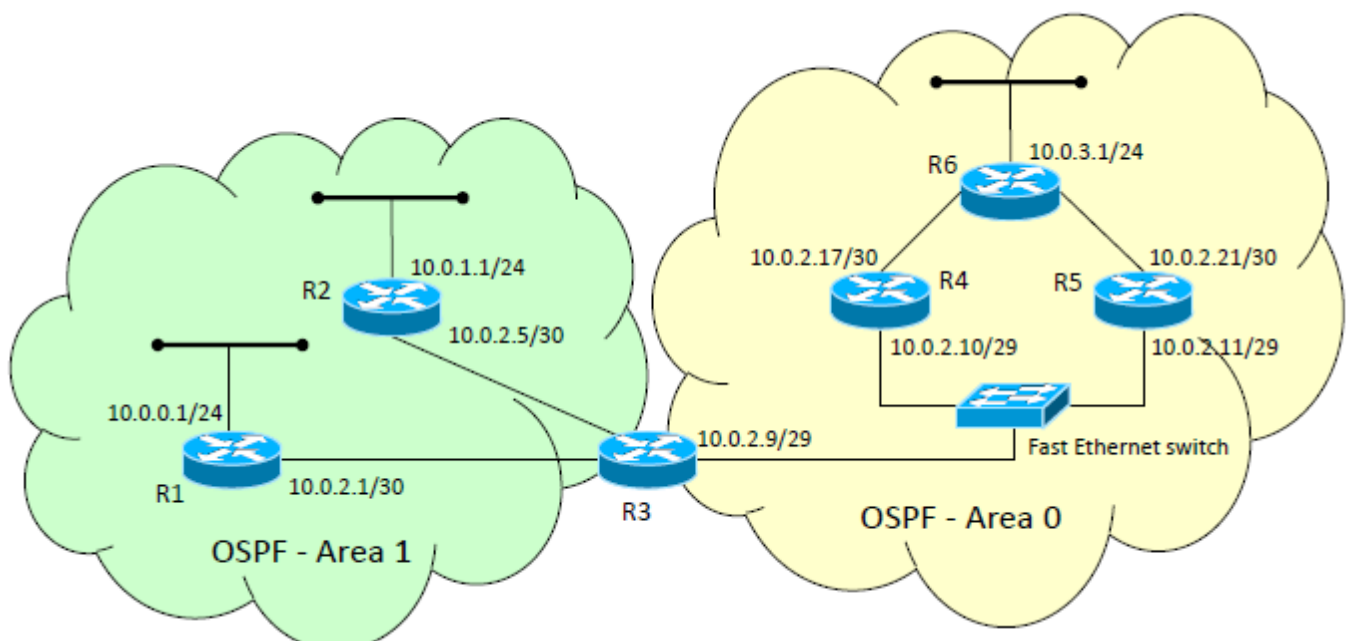 10.0.3.1/24
R6
10.0.2.17/30
10.0.2.21/30
R4
R5
10.0.2.10/29
10.0.2.11/29
Fast Ethernet switch
OSPF - Area 0
10.0.1.1/24
R2
10.0.2.5/30
10.0.0.1/24
R1
10.0.2.1/30
10.0.2.9/29
R3
OSPF - Area 1